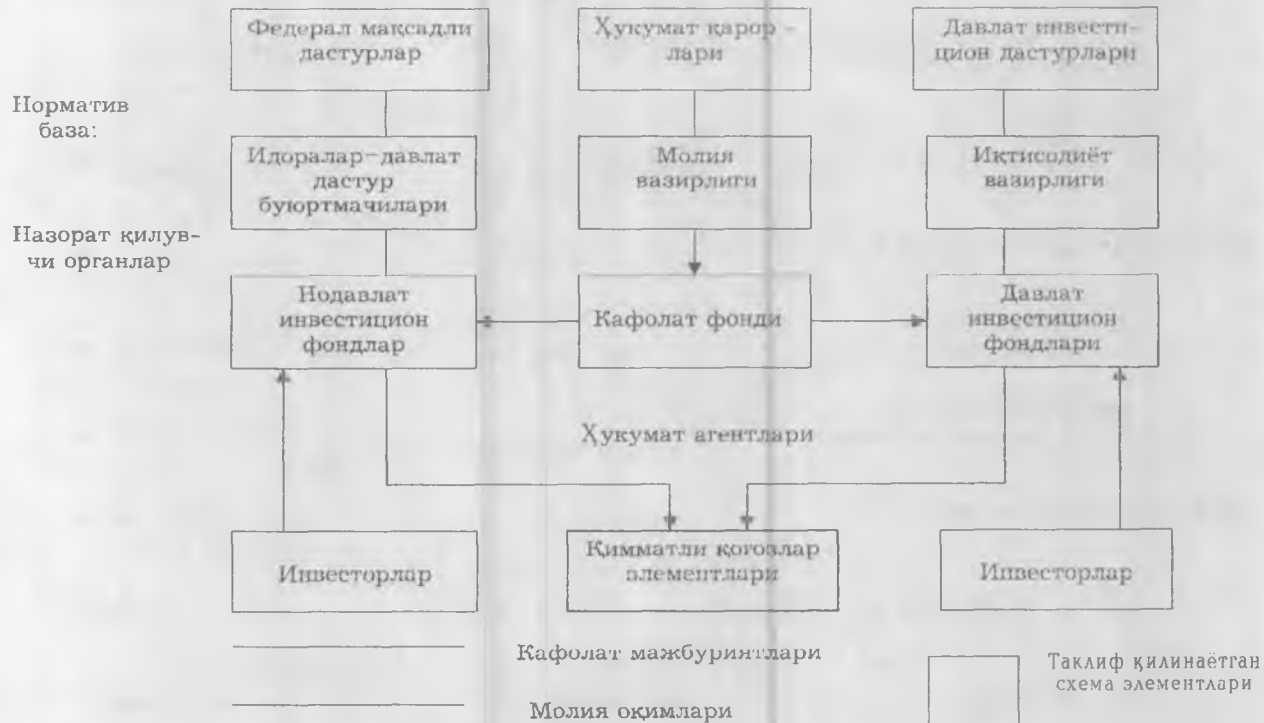 Федерал мақсадли
дастурлар
Ҳукумат қарор -
лари
Давлат инвести-
цион дастурлари
Норматив
база:
Идоралар-давлат
дастур
буюртмачилари
Молия
вазирлиги
Иқтисодиёт
вазирлиги
Назорат қилув-
чи органлар
Нодавлат
инвестицион
фондлар
Кафолат фонди
Давлат
инвестицион
фондлари
Ҳукумат агентлари
Инвесторлар
Қимматли қоғозлар
элементлари
Инвесторлар
Кафолат мажбуриятлари
Молия оқимлари
Таклиф қилинаётган
схема элементлари